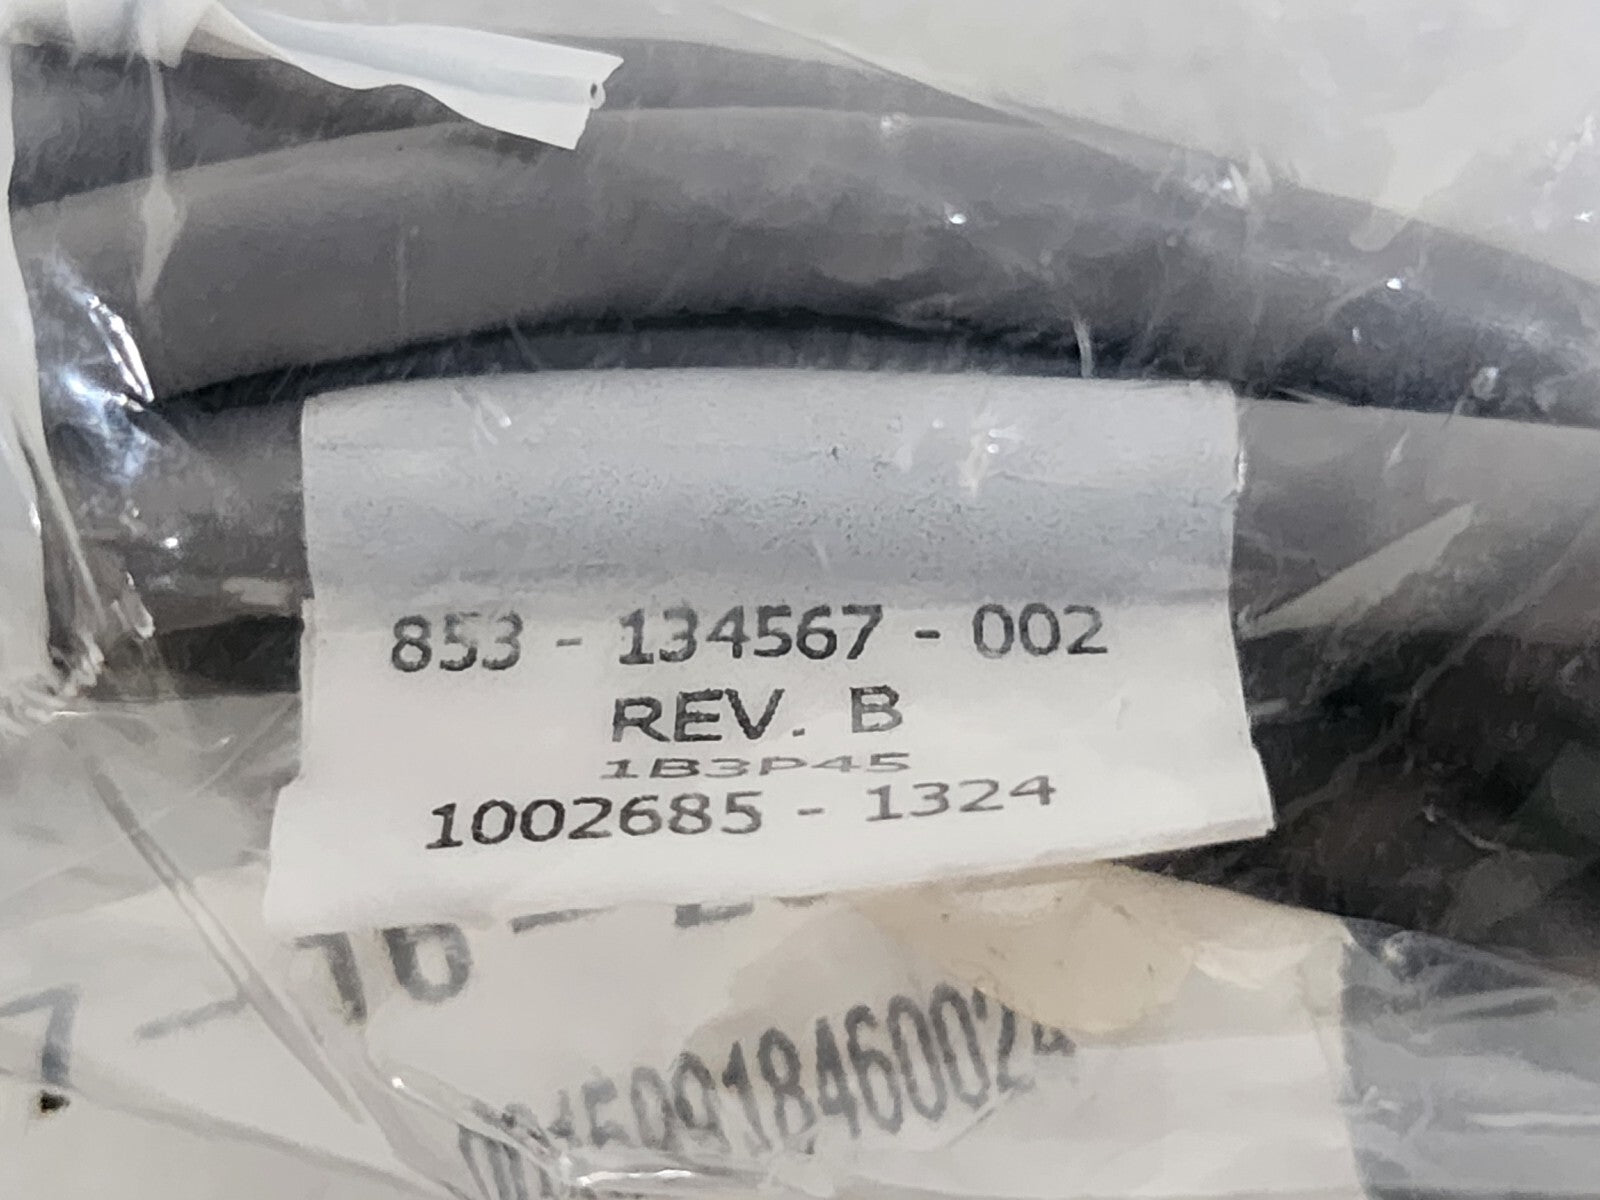 853 - 134567 - 002
REV. B
1B3P45
1002685 - 1324